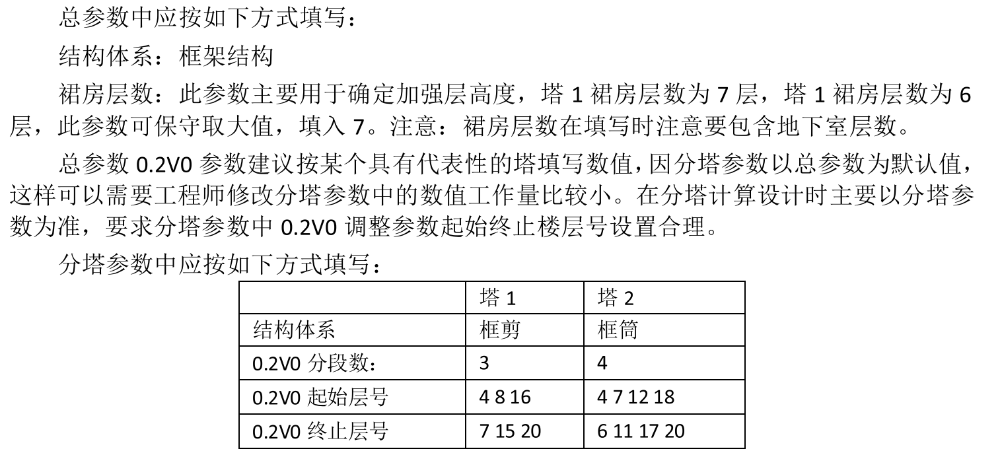 总参数中应按如下方式填写：
结构体系：框架结构
裙房层数：此参数主要用于确定加强层高度，塔 1 裙房层数为 7 层，塔 1 裙房层数为 6
层，此参数可保守取大值，填入 7。注意：裙房层数在填写时注意要包含地下室层数。
总参数 0.2V0 参数建议按某个具有代表性的塔填写数值，因分塔参数以总参数为默认值，
这样可以需要工程师修改分塔参数中的数值工作量比较小。在分塔计算设计时主要以分塔参
数为准，要求分塔参数中 0.2V0 调整参数起始终止楼层号设置合理。
分塔参数中应按如下方式填写：
塔 1 塔 2
结构体系 框剪 框筒
0.2V0 分段数： 3 4
0.2V0 起始层号 4 8 16 4 7 12 18
0.2V0 终止层号 7 15 20 6 11 17 20